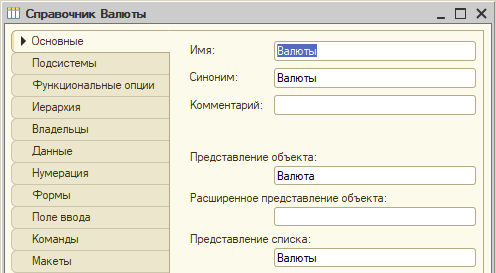 Справочник Валюты
Основные
Подсистемы
Функциональные опции
Иерархия
Владельцы
Данные
Нумерация
Формы
Поле ввода
Команды
Макеты
Имя: Валюты
Синоним: Валюты
Комментарий:
Представление объекта:
Валюта
Расширенное представление объекта:
Представление списка:
Валюты